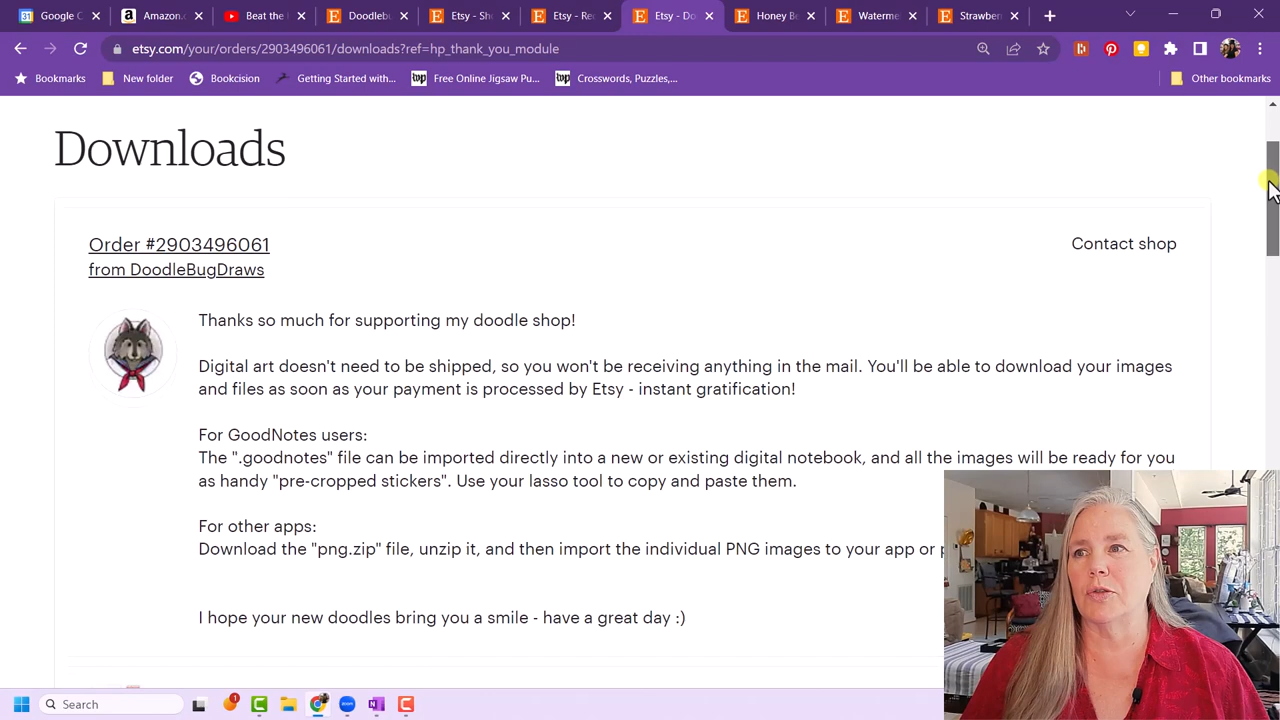 Google C
Amazon.c
Beat the
Doodlebu
Etsy - Sh
Etsy - Re
Etsy - Do
Honey Be
Waterme
Strawber
etsy.com/your/orders/2903496061/downloads?ref=hp_thank_you_module
Bookmarks
New folder
Bookcision
Getting Started with...
Free Online Jigsaw Pu...
Crosswords, Puzzles,...
Other bookmarks
Downloads
Order #2903496061
Contact shop
from DoodleBugDraws
Thanks so much for supporting my doodle shop!
Digital art doesn't need to be shipped, so you won't be receiving anything in the mail. You'll be able to download your images
and files as soon as your payment is processed by Etsy - instant gratification!
For GoodNotes users:
The ".goodnotes" file can be imported directly into a new or existing digital notebook, and all the images will be ready for you
as handy "pre-cropped stickers". Use your lasso tool to copy and paste them.
For other apps:
Download the "png.zip" file, unzip it, and then import the individual PNG images to your app or p
I hope your new doodles bring you a smile - have a great day :)
Search